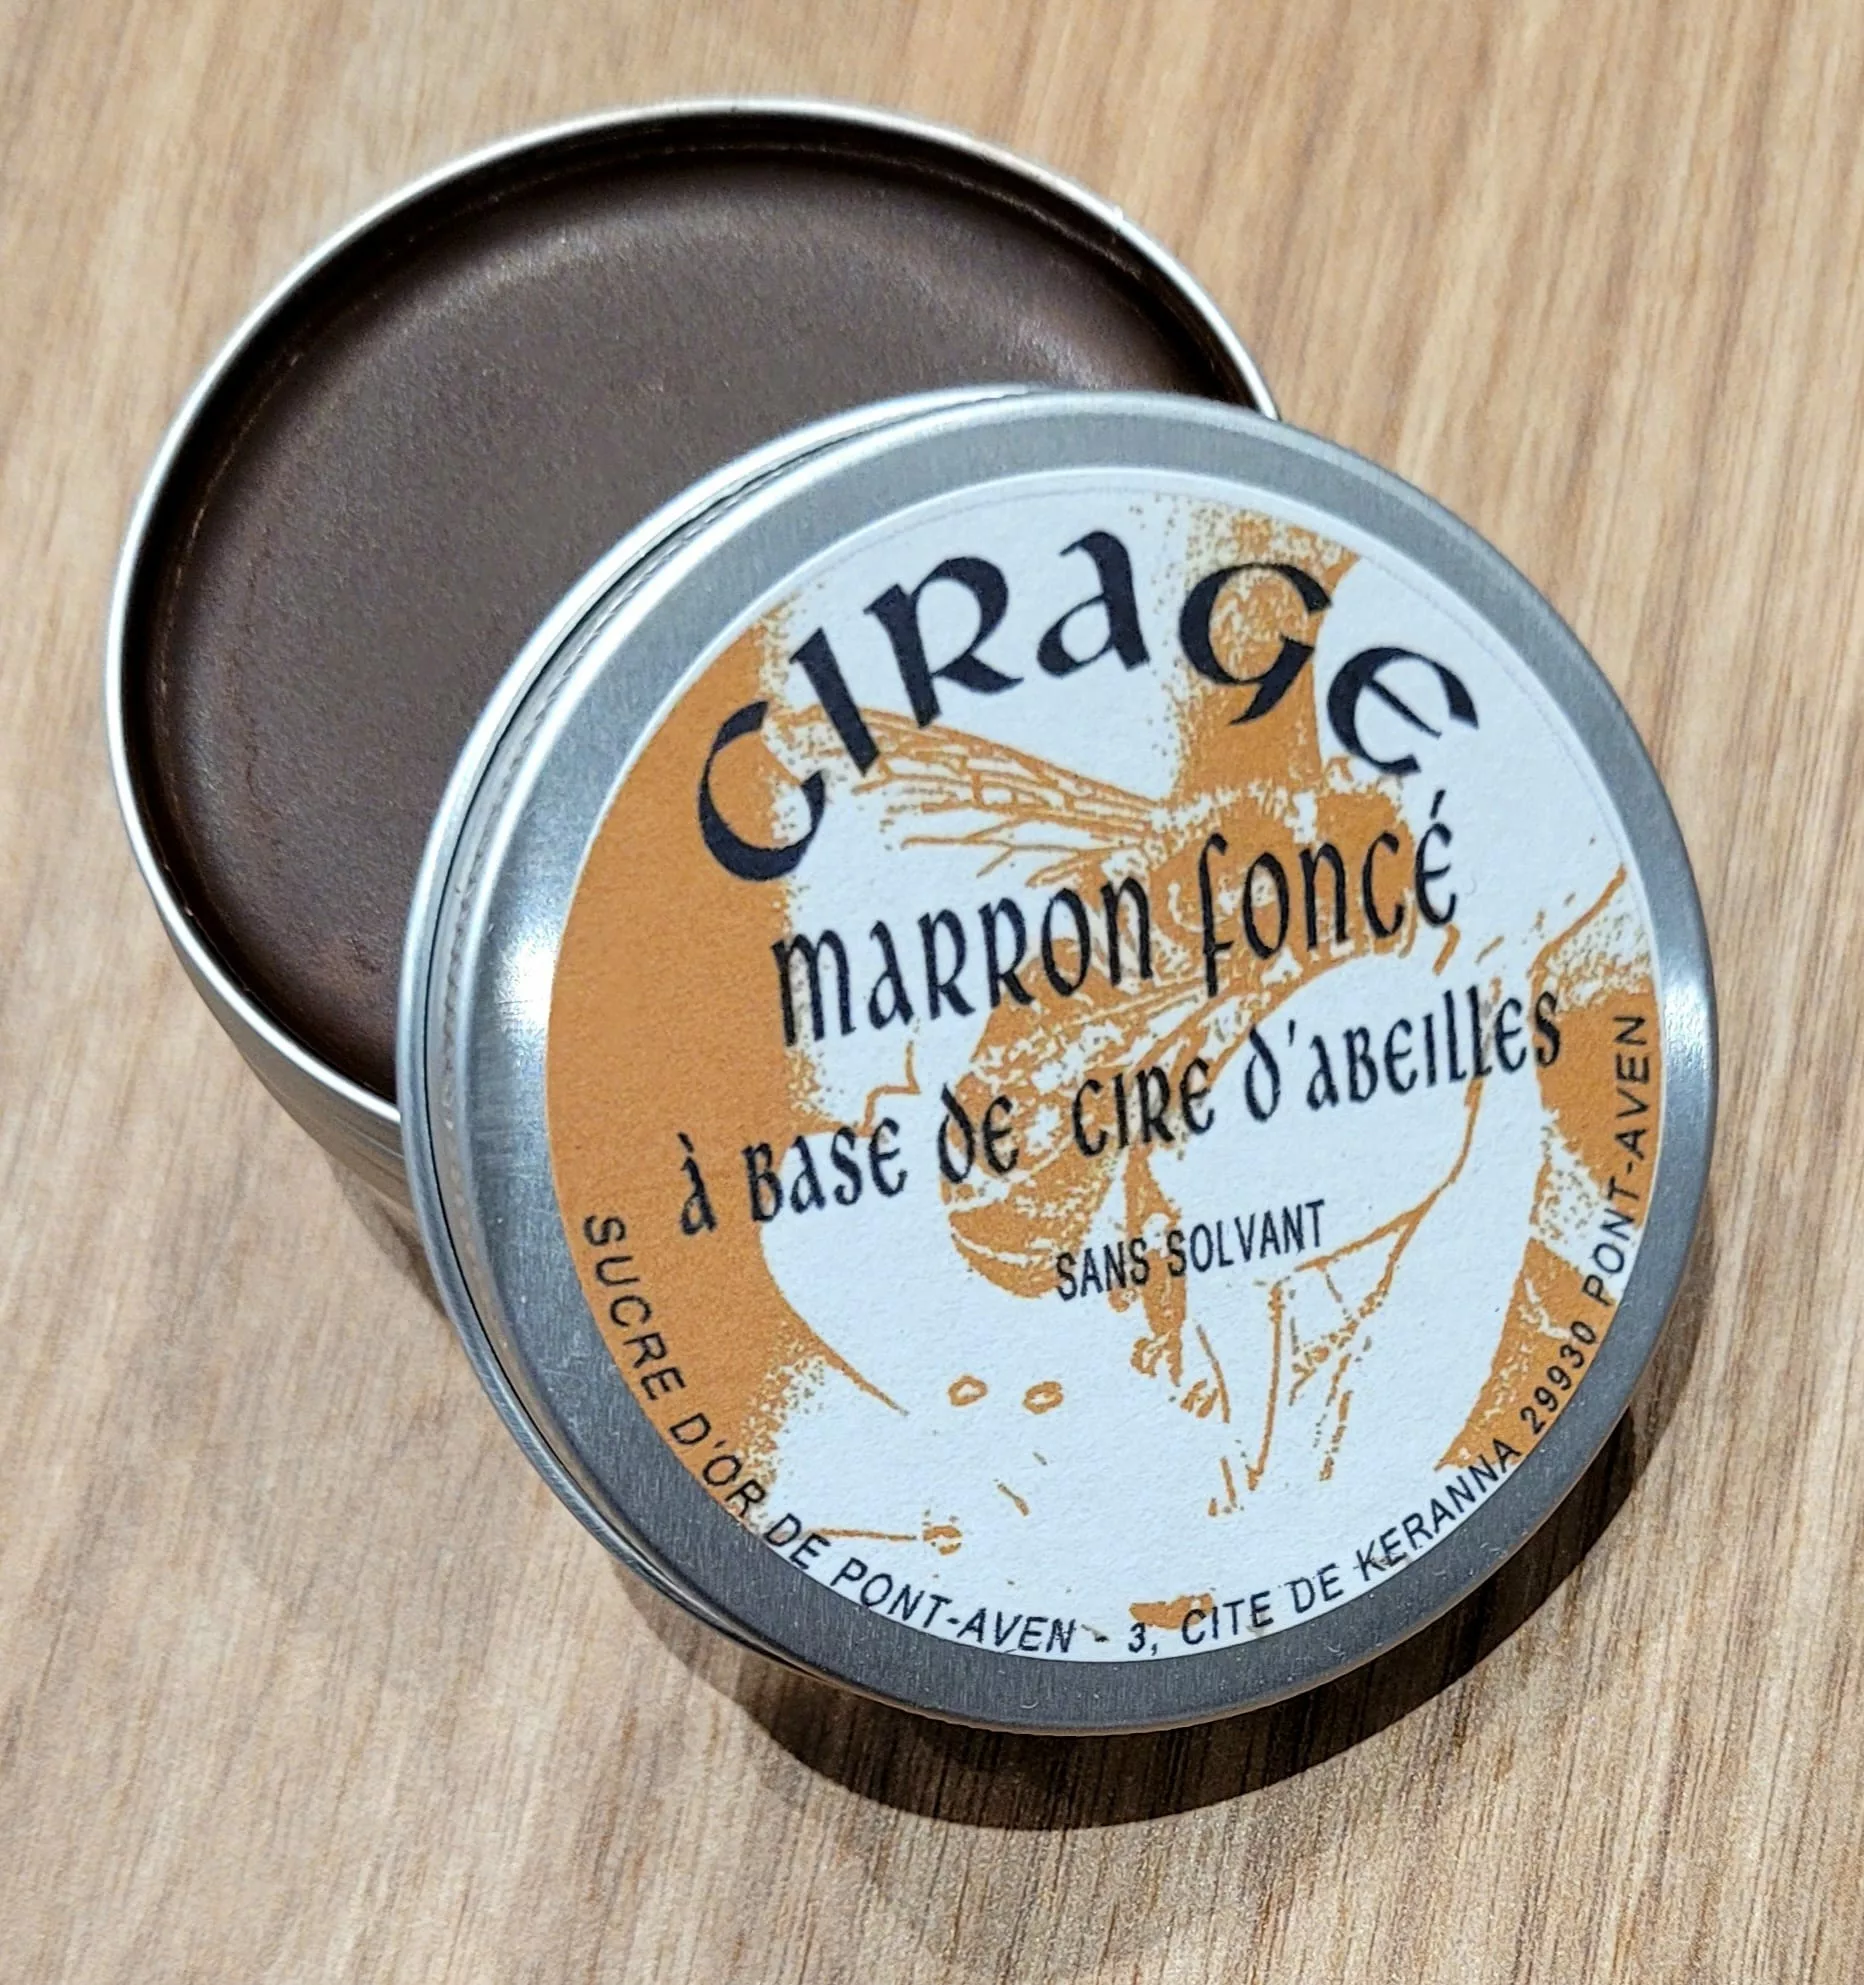 CIRAGE
MARRON FONCÉ
à BASE DE CIRE D'ABEILLES
SANS SOLVANT
SUCRE D'OR DE PONT-AVEN - 3, CITE DE KERANNA 29930 PONT-AVEN